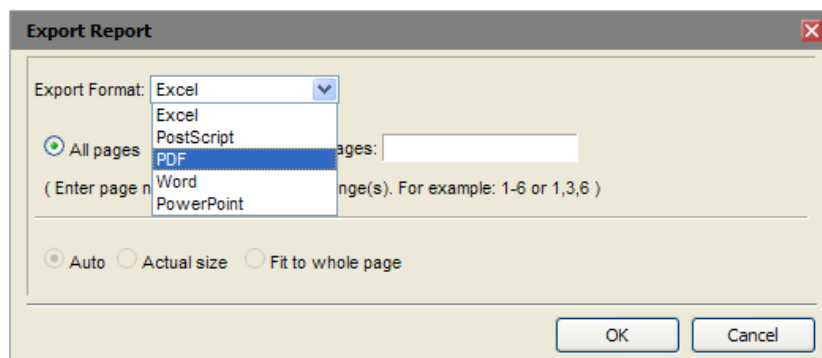 Export Report
Export Format: Excel
Excel
PostScript
PDF
Word
PowerPoint
All pages ages:
( Enter page n nge(s). For example: 1-6 or 1,3,6 )
Auto Actual size Fit to whole page
OK Cancel